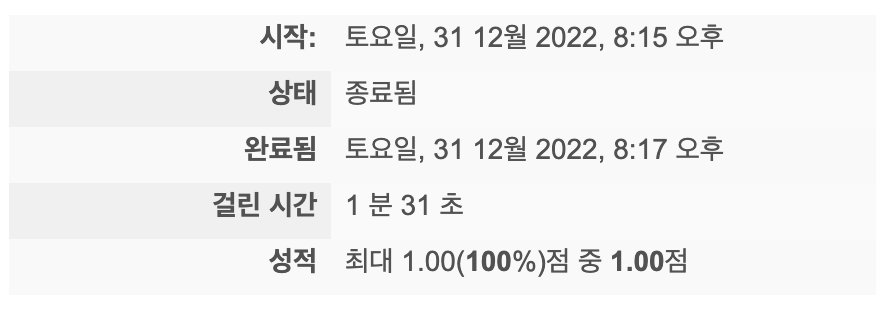 시작: 토요일, 31 12월 2022, 8:15 오후
상태 종료됨
완료됨 토요일, 31 12월 2022, 8:17 오후
걸린 시간 1 분 31 초
성적 최대 1.00(100%)점 중 1.00점